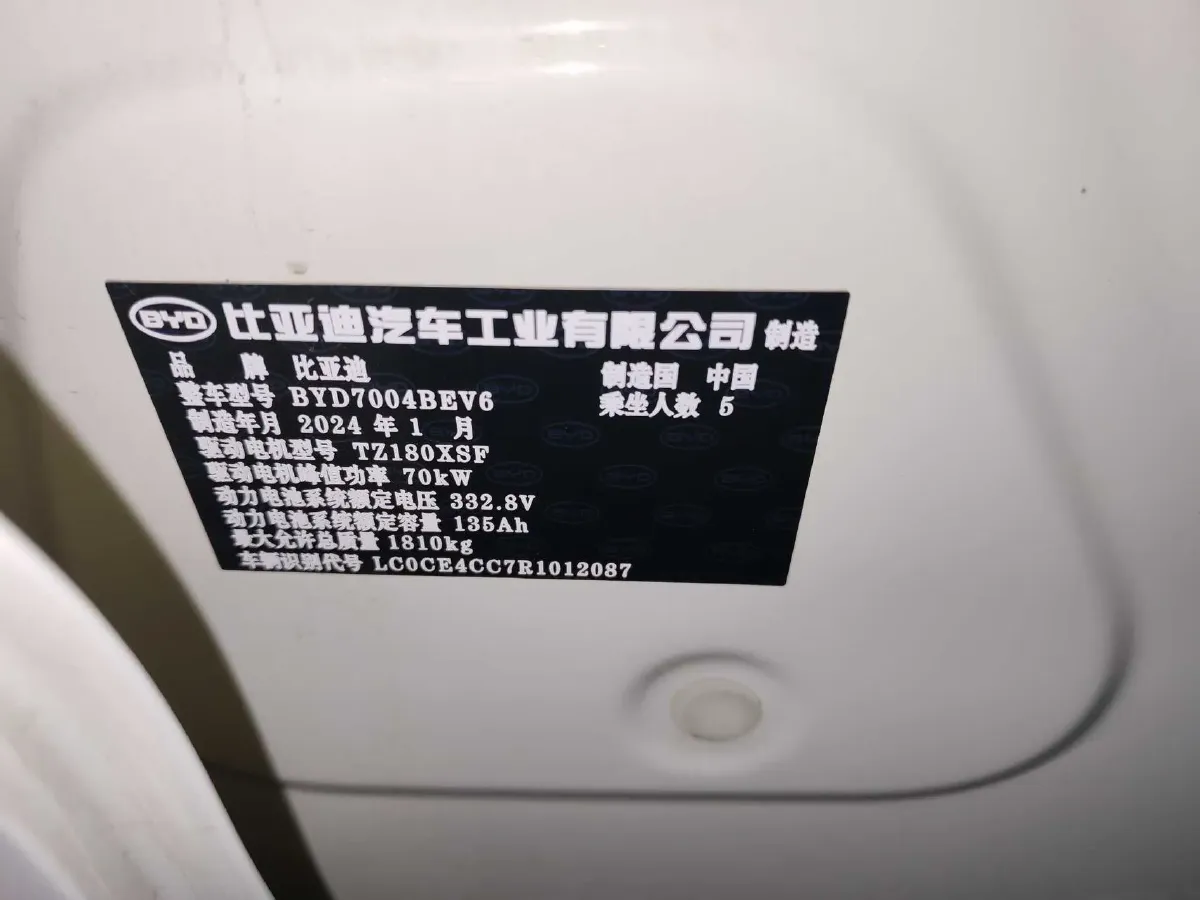 BYD 比亚迪汽车工业有限公司 制造
品 牌 比亚迪 制造国 中国
整车型号 BYD7004BEV6 乘坐人数 5
制造年月 2024 年 1 月
驱动电机型号 TZ180XSF
驱动电机峰值功率 70kW
动力电池系统额定电压 332.8V
动力电池系统额定容量 135Ah
最大允许总质量 1810kg
车辆识别代号 LC0CE4CC7R1012087